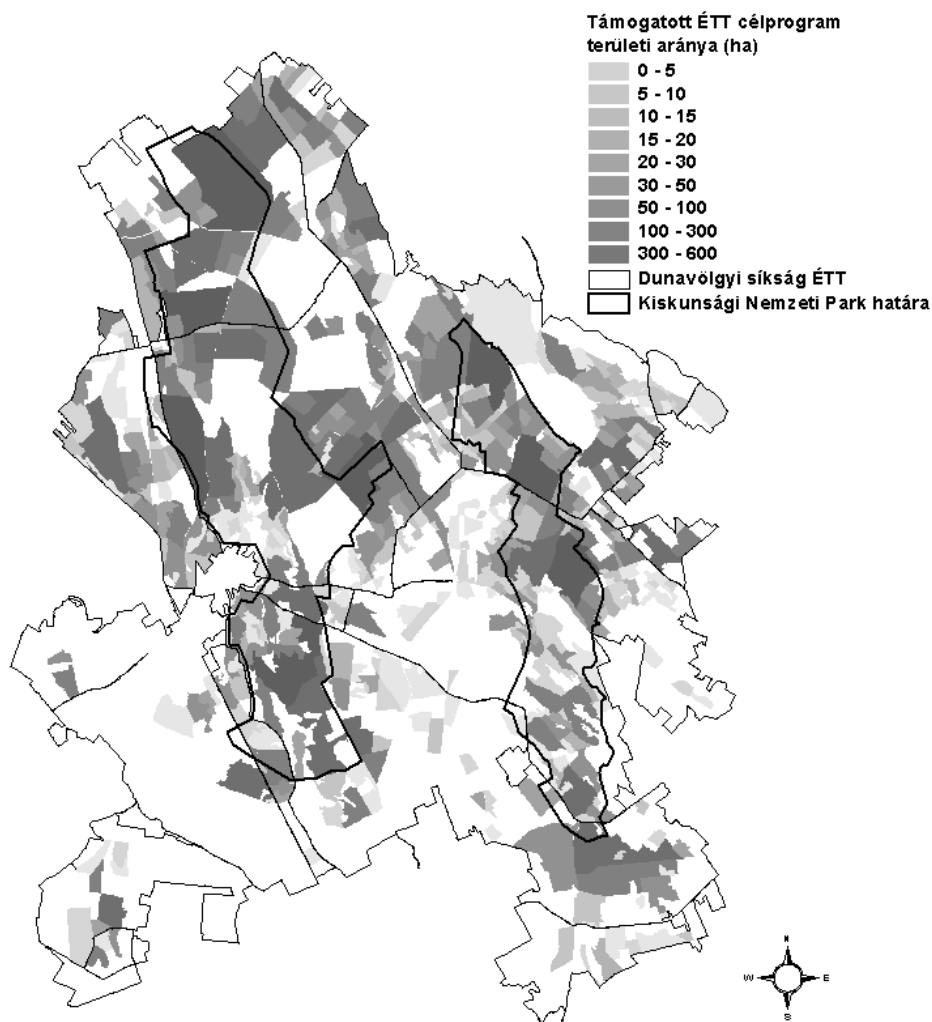 Támogatott ÉTT célprogram
területi aránya (ha)
0 - 5
5 - 10
10 - 15
15 - 20
20 - 30
30 - 50
50 - 100
100 - 300
300 - 600
Dunavölgyi síkság ÉTT
Kiskunsági Nemzeti Park határa
N
W E
S